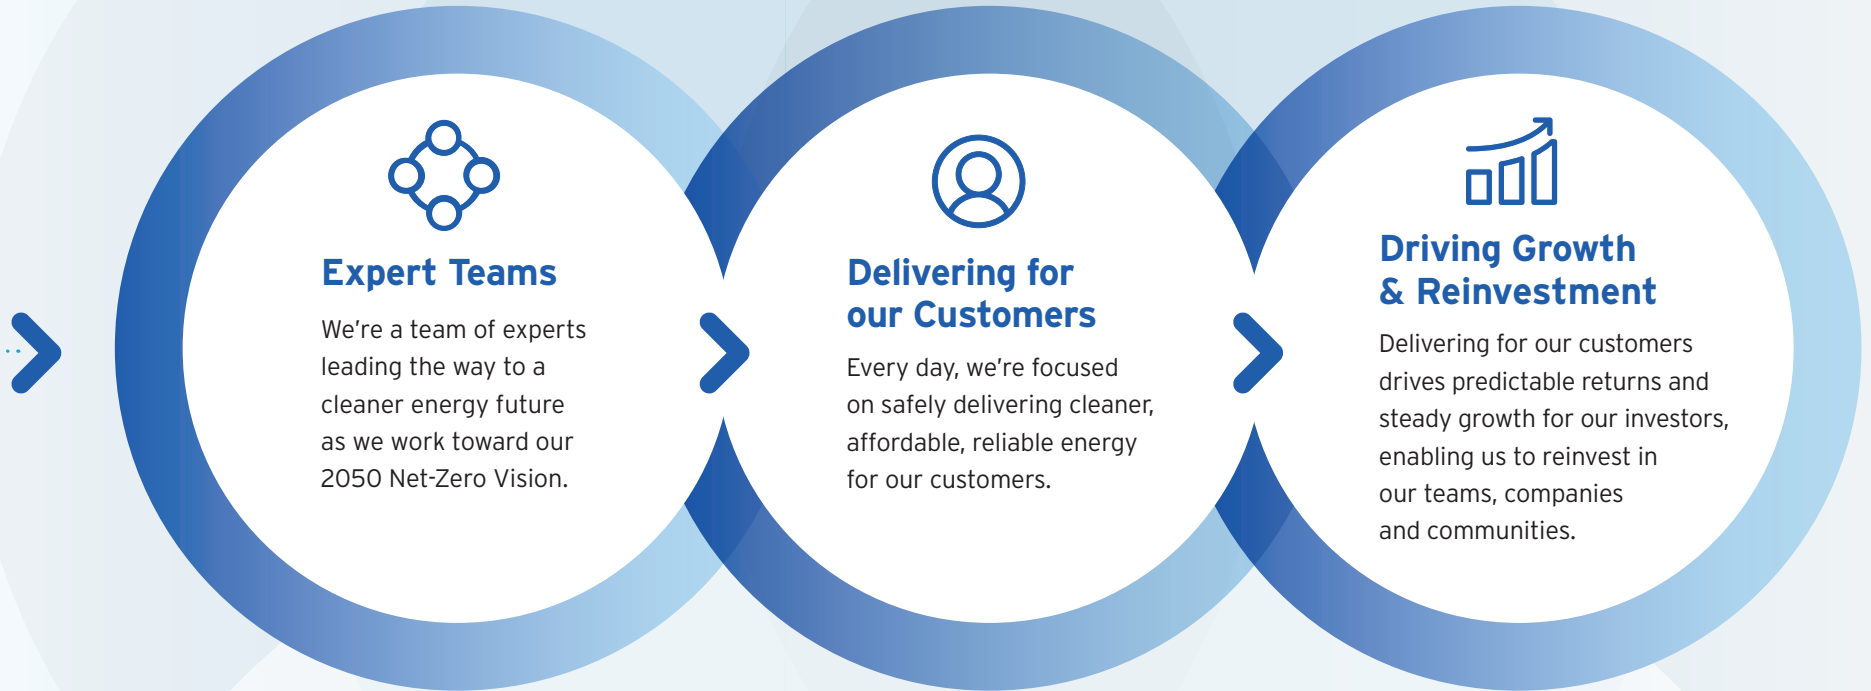 Expert Teams
We’re a team of experts
leading the way to a
cleaner energy future
as we work toward our
2050 Net-Zero Vision.
Delivering for
our Customers
Every day, we’re focused
on safely delivering cleaner,
affordable, reliable energy
for our customers.
Driving Growth
& Reinvestment
Delivering for our customers
drives predictable returns and
steady growth for our investors,
enabling us to reinvest in
our teams, companies
and communities.